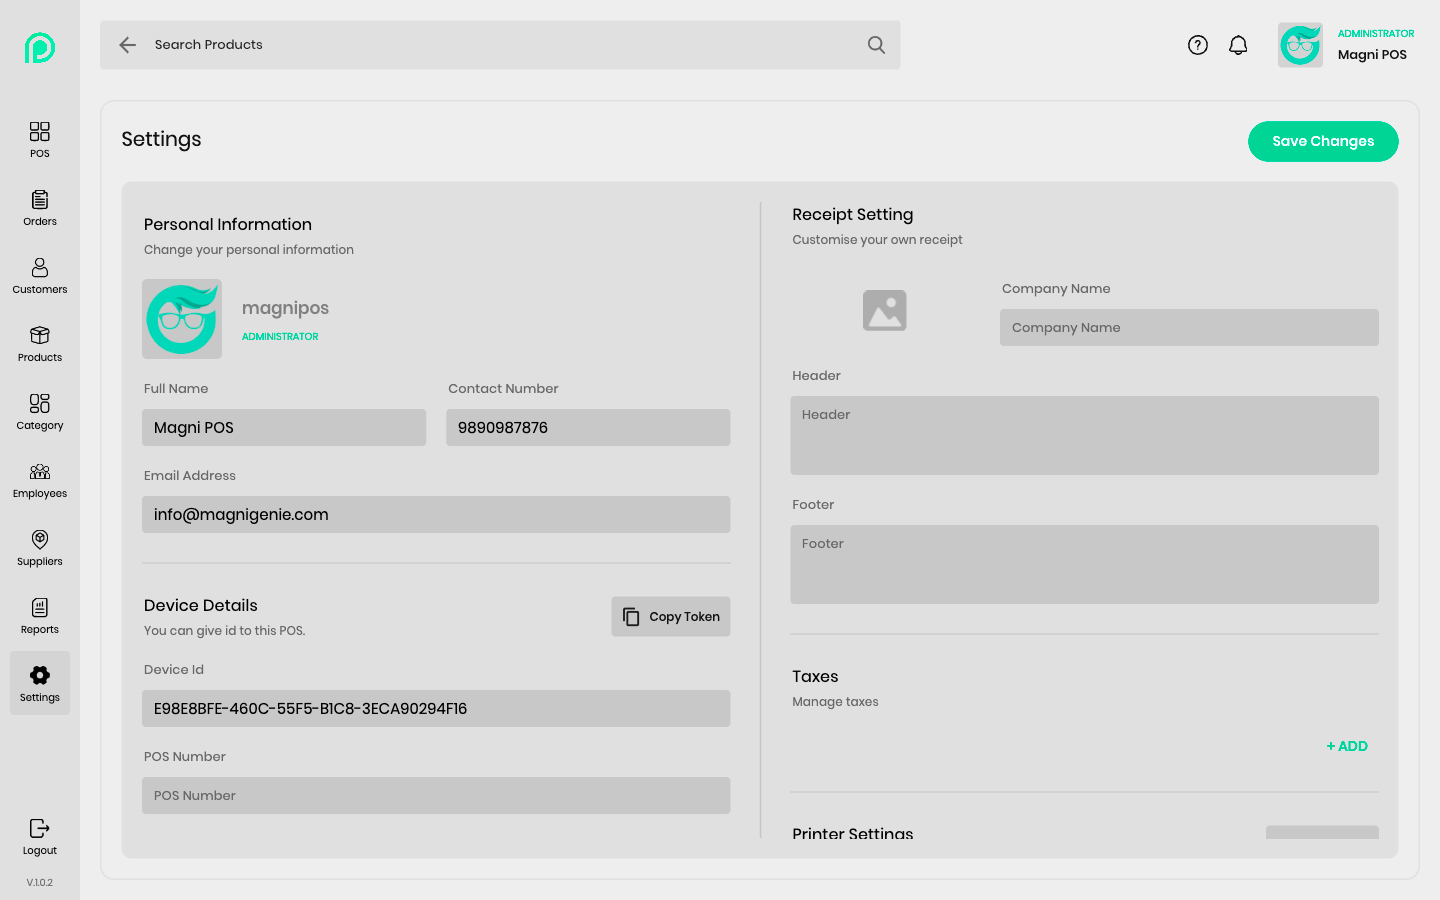 Search Products
ADMINISTRATOR
Magni POS
POS
Orders
Customers
Products
Category
Employees
Suppliers
Reports
Settings
Logout
V.1.0.2
Settings
Save Changes
Personal Information
Change your personal information
magnipos
ADMINISTRATOR
Full Name
Contact Number
Magni POS
9890987876
Email Address
info@magnigenie.com
Device Details
You can give id to this POS.
Copy Token
Device Id
E98E8BFE-460C-55F5-B1C8-3ECA90294F16
POS Number
POS Number
Receipt Setting
Customise your own receipt
Company Name
Company Name
Header
Header
Footer
Footer
Taxes
Manage taxes
+ ADD
Printer Settings